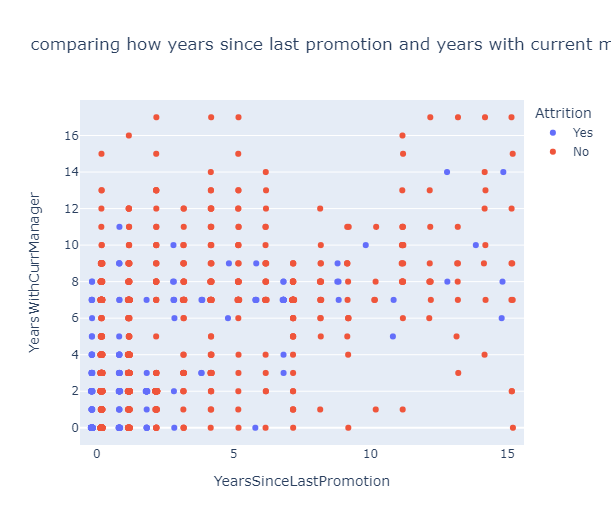 comparing how years since last promotion and years with current
Attrition
Yes
No
16
14
12
10
8
6
4
2
0
YearsWithCurrManager
0 5 10 15
YearsSinceLastPromotion